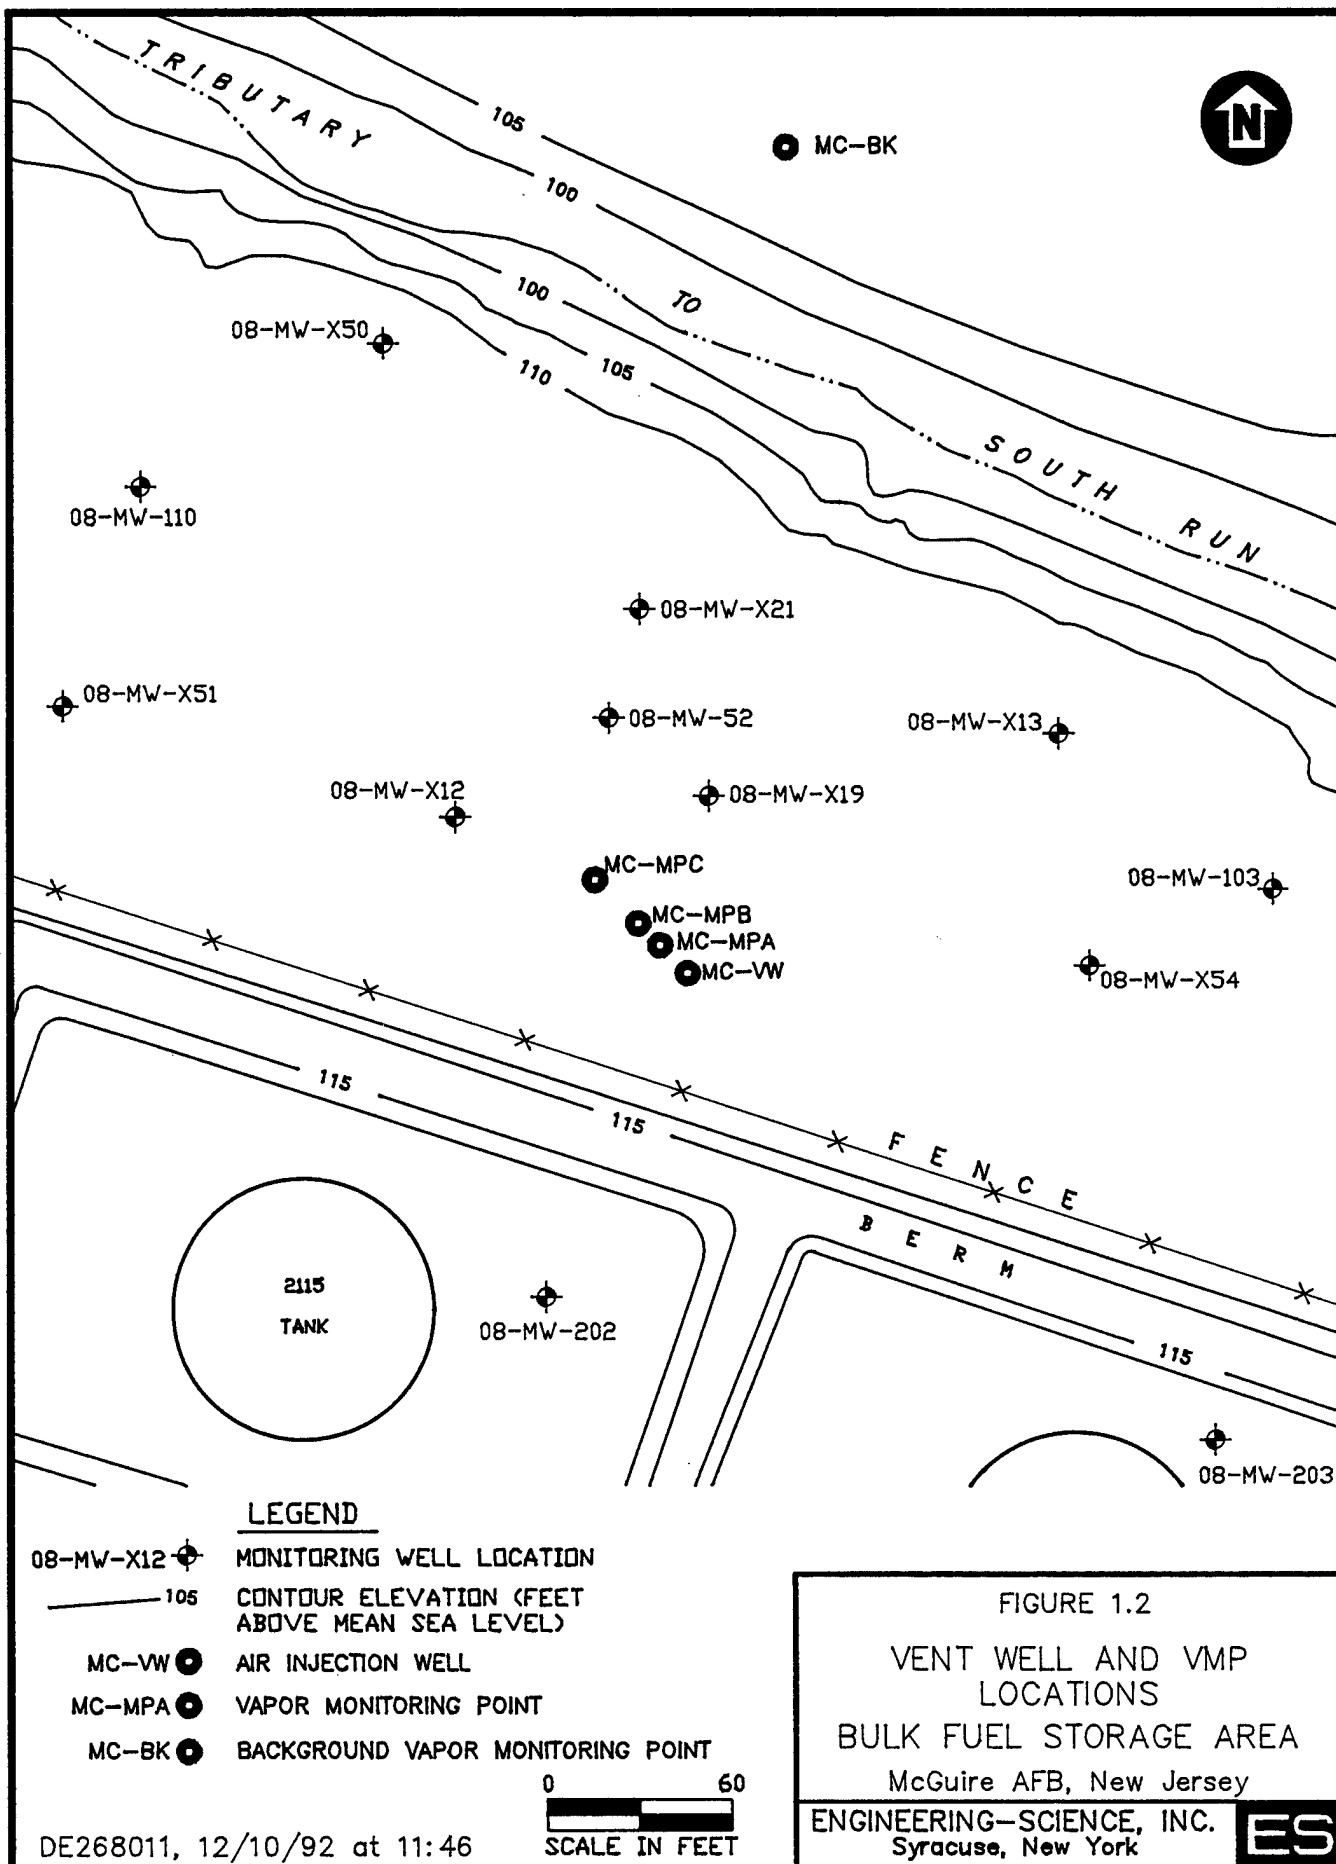 TRIBUTARY
105
MC-BK
N
100
TO
100
08-MW-X50
105
110
SOUTH RUN
08-MW-110
08-MW-X21
08-MW-X51
08-MW-52
08-MW-X13
08-MW-X12
08-MW-X19
MC-MPC
08-MW-103
MC-MPB
MC-MPA
MC-VW
08-MW-X54
115
115
FENCE
BERM
2115
TANK
08-MW-202
115
08-MW-203
LEGEND
08-MW-X12 MONITORING WELL LOCATION
105 CONTOUR ELEVATION (FEET
ABOVE MEAN SEA LEVEL)
MC-VW AIR INJECTION WELL
MC-MPA VAPOR MONITORING POINT
MC-BK BACKGROUND VAPOR MONITORING POINT
0 60
SCALE IN FEET
DE268011, 12/10/92 at 11:46
FIGURE 1.2
VENT WELL AND VMP
LOCATIONS
BULK FUEL STORAGE AREA
McGuire AFB, New Jersey
ENGINEERING-SCIENCE, INC.
Syracuse, New York
ES